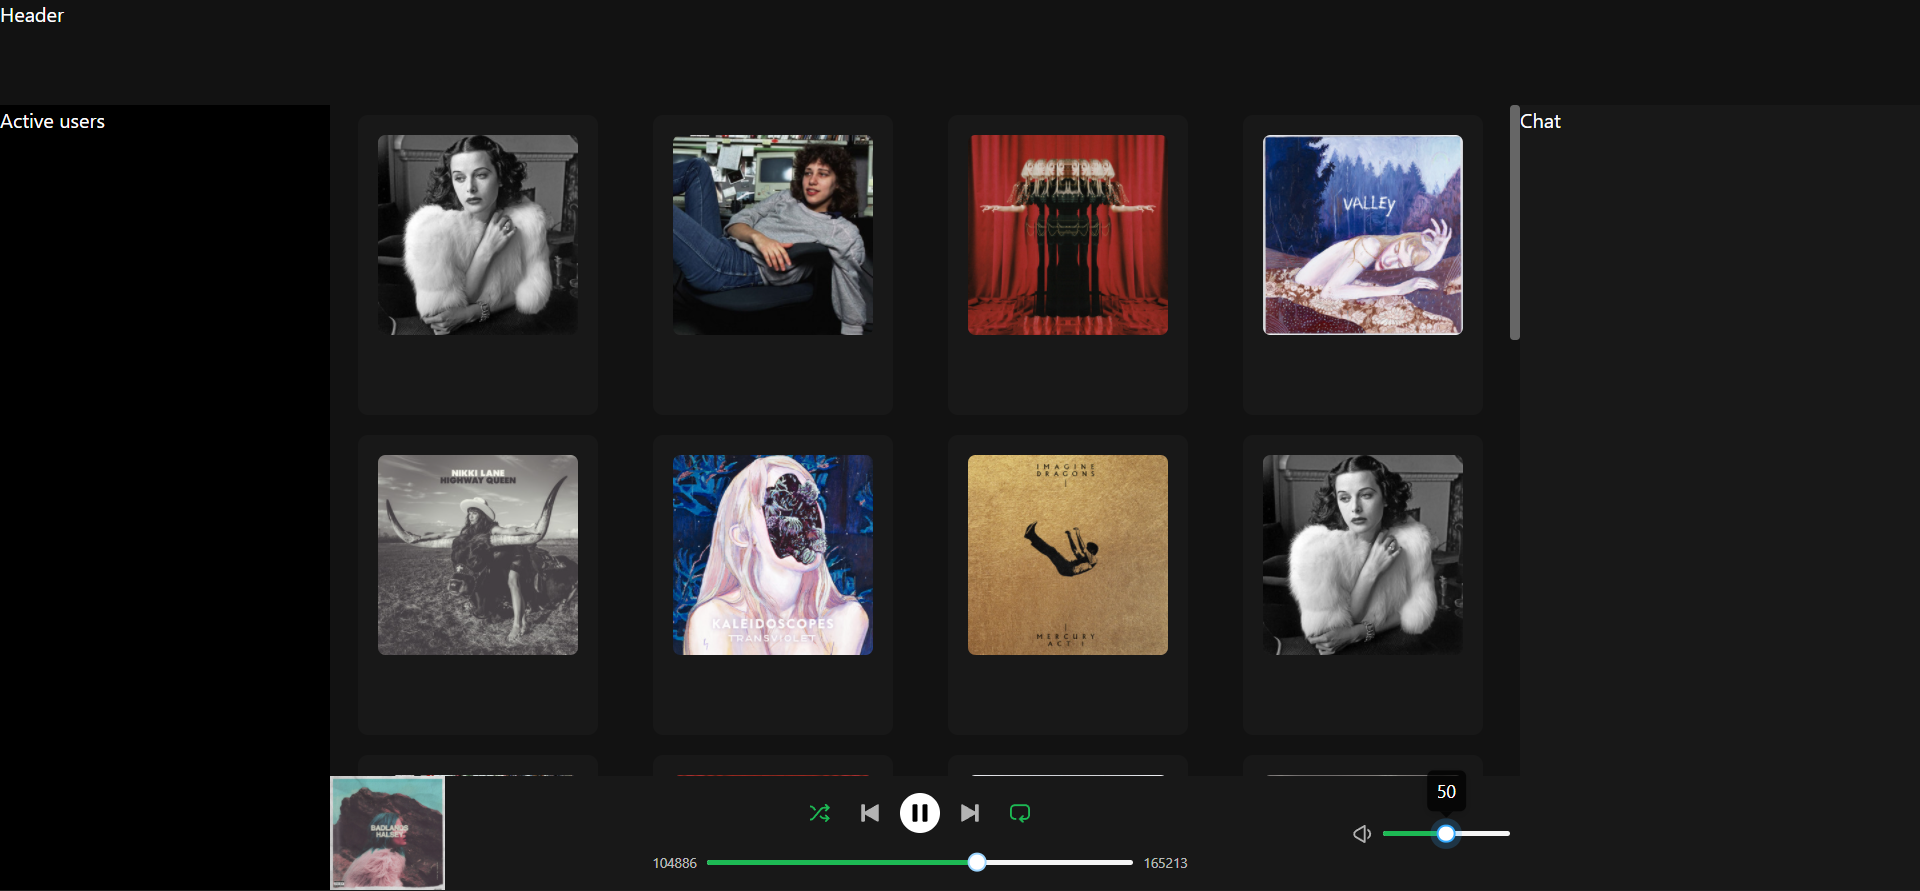 Header
Active users
Chat
VALLEY
NIKKI LANE
HIGHWAY QUEEN
KALEIDOSCOPES
TRANSVIOLET
IMAGINE
DRAGONS
MERCURY
ACT 1
BADLANDS
HALSEY
50
104886
165213